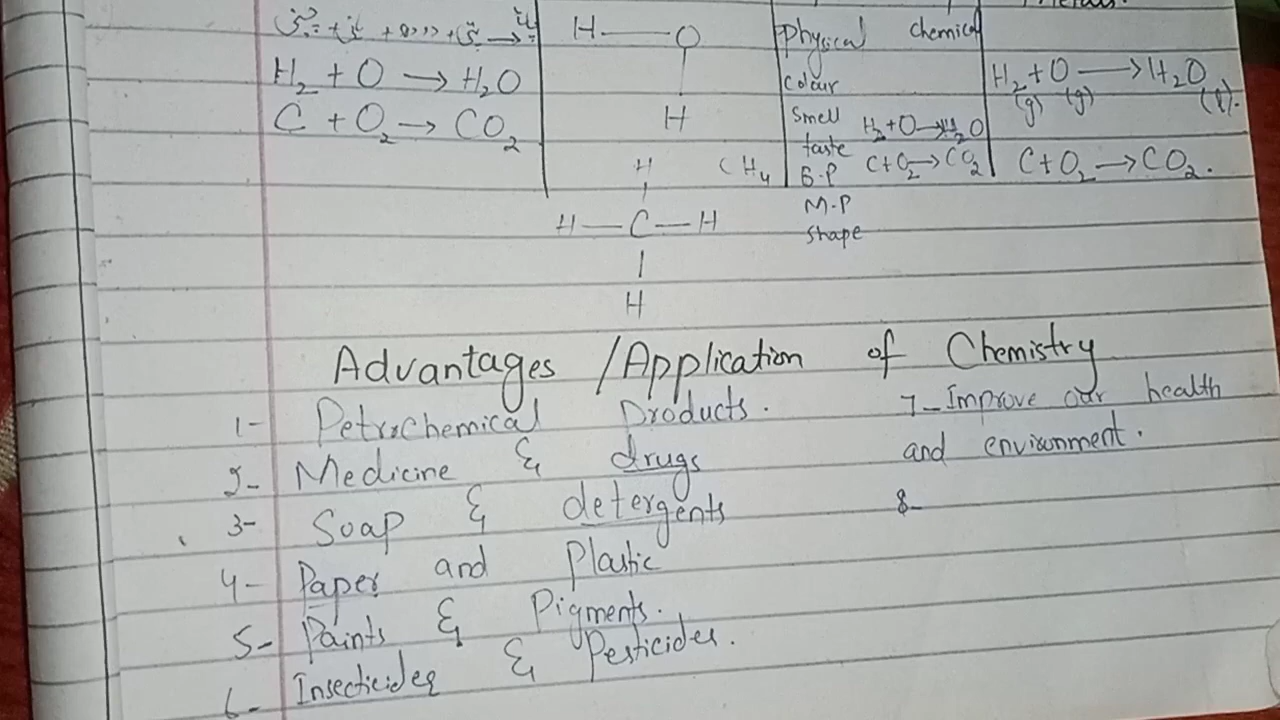 H₂ + O → H₂O
C + O₂ → CO₂
H — O
H
H
CH₄
H — C — H
H
Physical chemical
colour
smell H₂+O→H₂O
taste C+O₂→CO₂
B.P
M.P
shape
H₂+O → H₂O
(g) (g) (l).
C+O₂ → CO₂.
Advantages / Application of Chemistry
1- Petrochemical Products.
2- Medicine & drugs
3- Soap & detergents
4- Paper and Plastic
5- Paints & Pigments.
6- Insecticides & Pesticides.
7- Improve our health
and environment.
8-